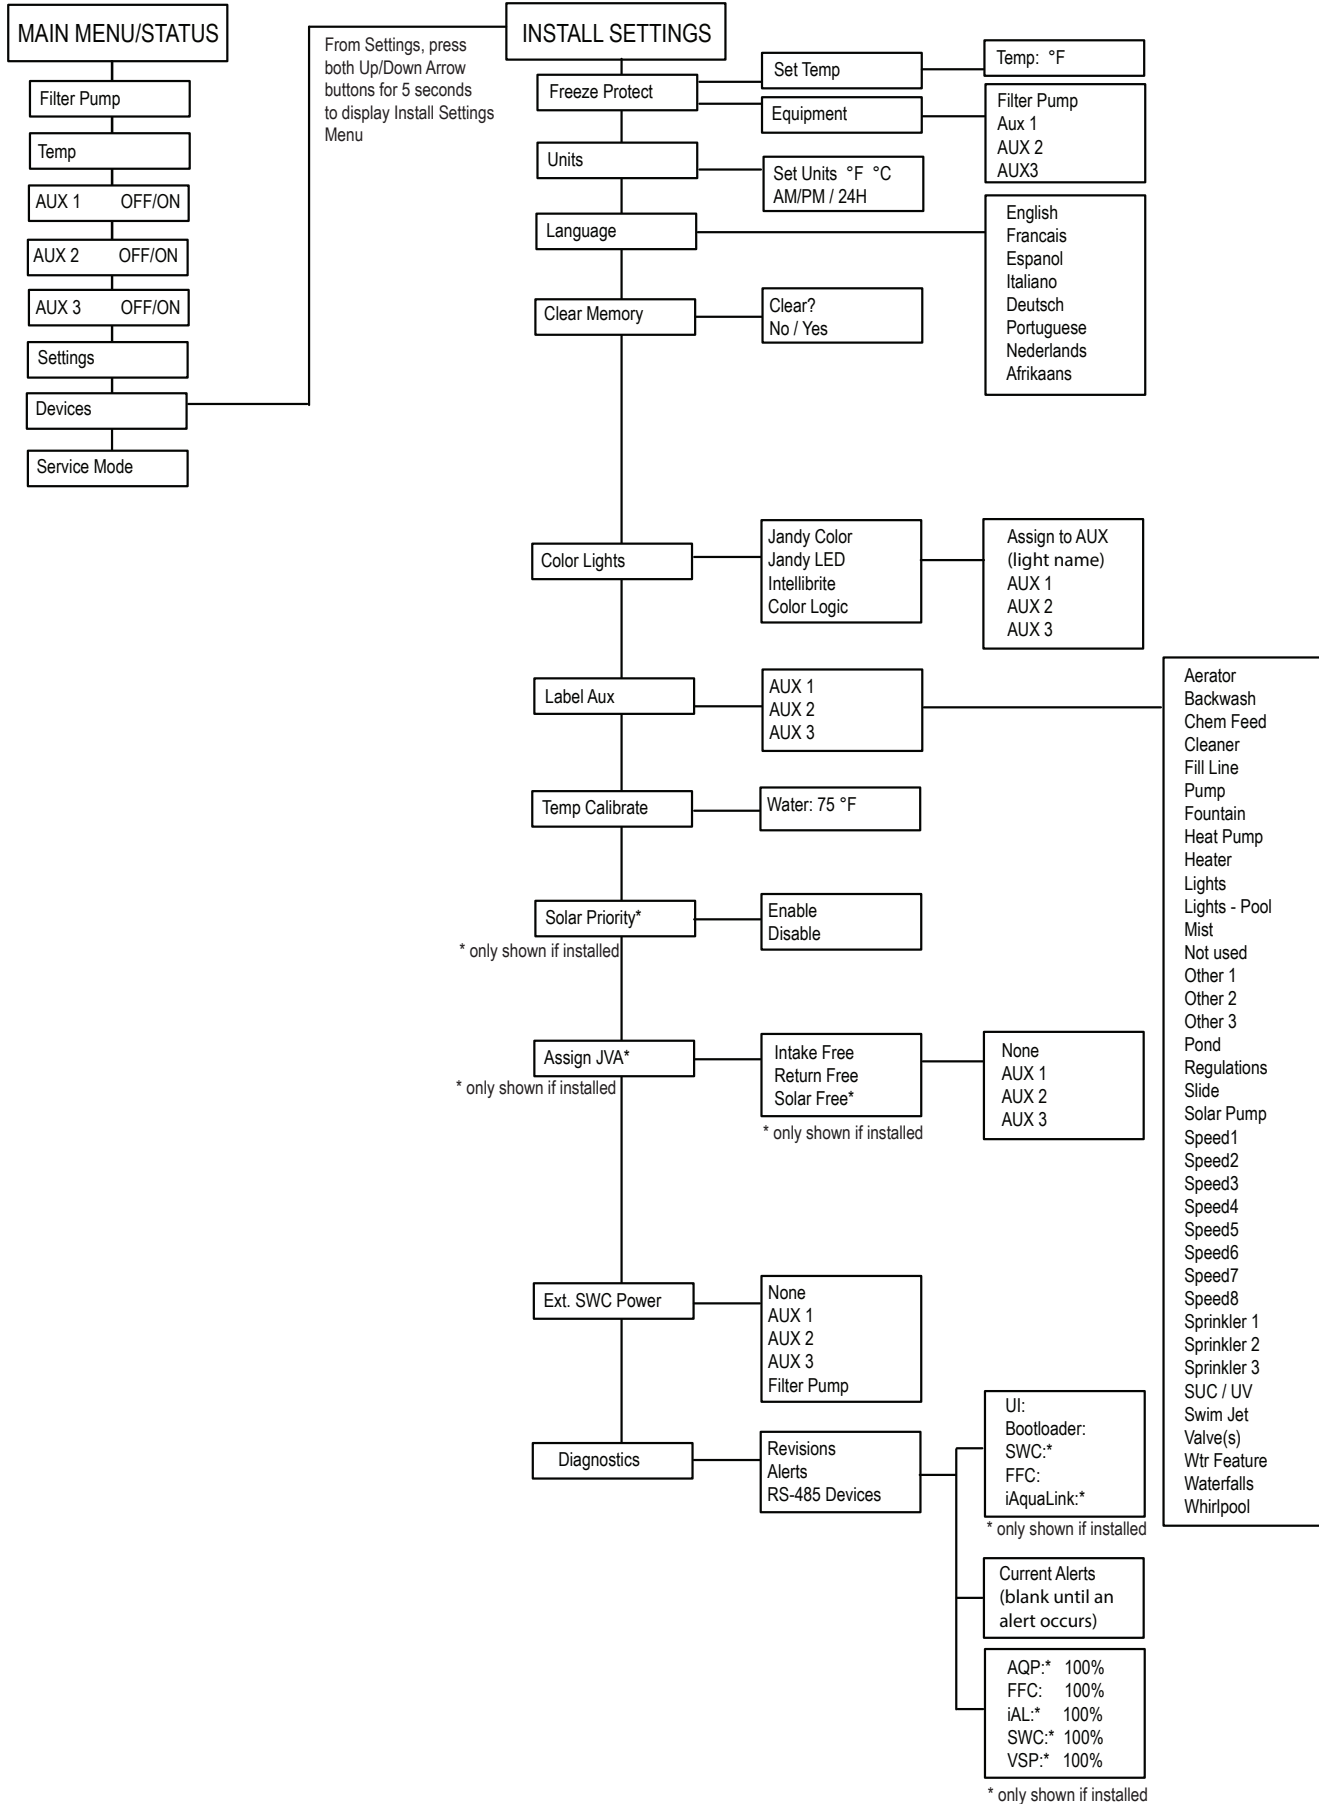 MAIN MENU/STATUS
Filter Pump
Temp
AUX 1 OFF/ON
AUX 2 OFF/ON
AUX 3 OFF/ON
Settings
Devices
Service Mode
From Settings, press
both Up/Down Arrow
buttons for 5 seconds
to display Install Settings
Menu
INSTALL SETTINGS
Freeze Protect
Set Temp
Temp: °F
Equipment
Filter Pump
Aux 1
AUX 2
AUX3
Units
Set Units °F °C
AM/PM / 24H
Language
English
Francais
Espanol
Italiano
Deutsch
Portuguese
Nederlands
Afrikaans
Clear Memory
Clear?
No / Yes
Color Lights
Jandy Color
Jandy LED
Intellibrite
Color Logic
Assign to AUX
(light name)
AUX 1
AUX 2
AUX 3
Label Aux
AUX 1
AUX 2
AUX 3
Aerator
Backwash
Chem Feed
Cleaner
Fill Line
Pump
Fountain
Heat Pump
Heater
Lights
Lights - Pool
Mist
Not used
Other 1
Other 2
Other 3
Pond
Regulations
Slide
Solar Pump
Speed1
Speed2
Speed3
Speed4
Speed5
Speed6
Speed7
Speed8
Sprinkler 1
Sprinkler 2
Sprinkler 3
SUC / UV
Swim Jet
Valve(s)
Wtr Feature
Waterfalls
Whirlpool
Temp Calibrate
Water: 75 °F
Solar Priority*
* only shown if installed
Enable
Disable
Assign JVA*
* only shown if installed
Intake Free
Return Free
Solar Free*
* only shown if installed
None
AUX 1
AUX 2
AUX 3
Ext. SWC Power
None
AUX 1
AUX 2
AUX 3
Filter Pump
Diagnostics
Revisions
Alerts
RS-485 Devices
UI:
Bootloader:
SWC:*
FFC:
iAquaLink:*
* only shown if installed
Current Alerts
(blank until an
alert occurs)
AQP:* 100%
FFC: 100%
iAL:* 100%
SWC:* 100%
VSP:* 100%
* only shown if installed